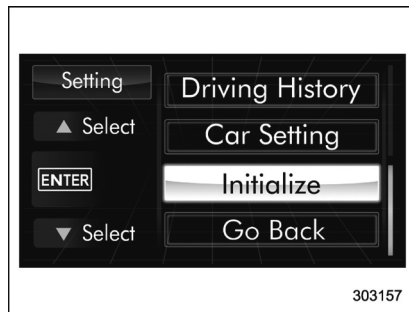 Setting
▲ Select
ENTER
▼ Select
Driving History
Car Setting
Initialize
Go Back
303157